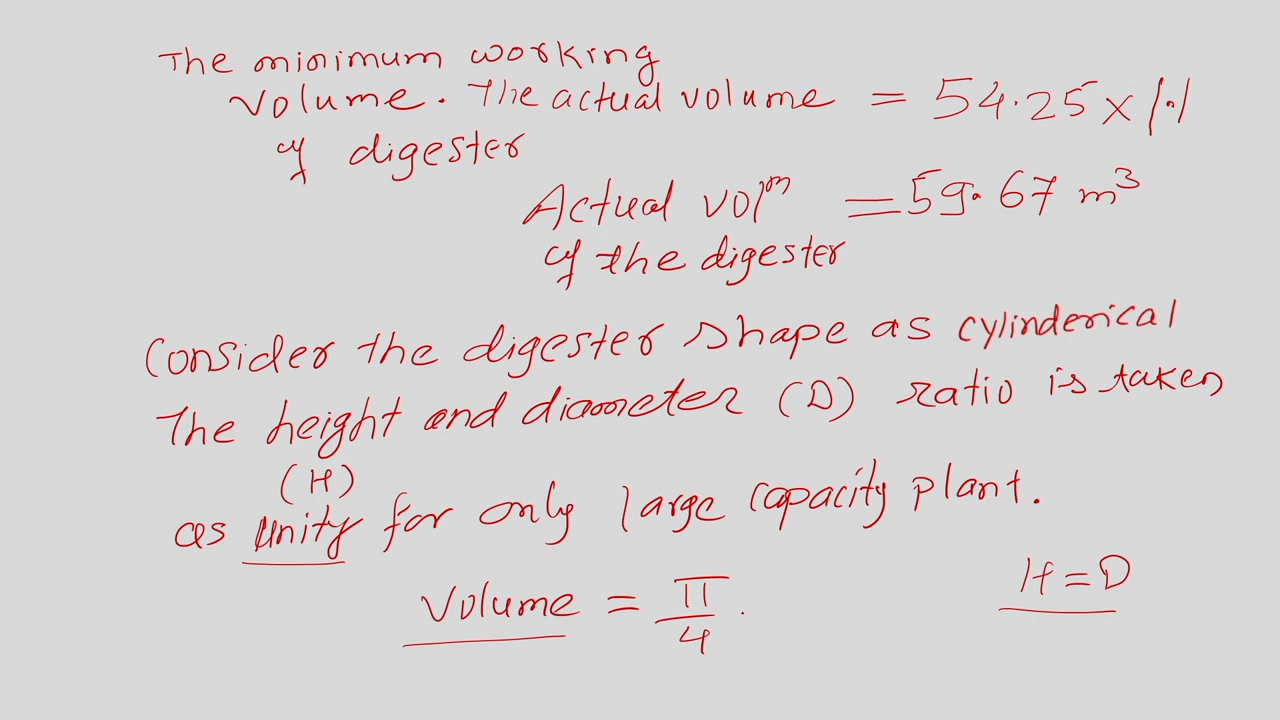 The minimum working
volume. The actual volume = 54.25 x 1.1
of digester
Actual volm = 59.67 m³
of the digester
Consider the digester shape as cylinderical
The height and diameter (D) ratio is taken
(H)
as unity for only large capacity plant.
H = D
Volume = π/4 .